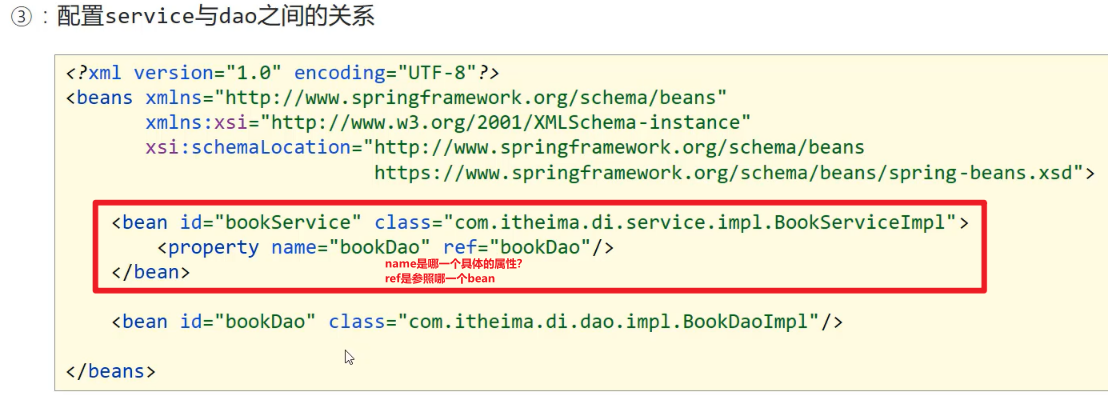 ③：配置service与dao之间的关系
<?xml version="1.0" encoding="UTF-8"?>
<beans xmlns="http://www.springframework.org/schema/beans"
xmlns:xsi="http://www.w3.org/2001/XMLSchema-instance"
xsi:schemaLocation="http://www.springframework.org/schema/beans
https://www.springframework.org/schema/beans/spring-beans.xsd">
<bean id="bookService" class="com.itheima.di.service.impl.BookServiceImpl">
<property name="bookDao" ref="bookDao"/>
name是哪一个具体的属性？
</bean>
ref是参照哪一个bean
<bean id="bookDao" class="com.itheima.di.dao.impl.BookDaoImpl"/>
</beans>